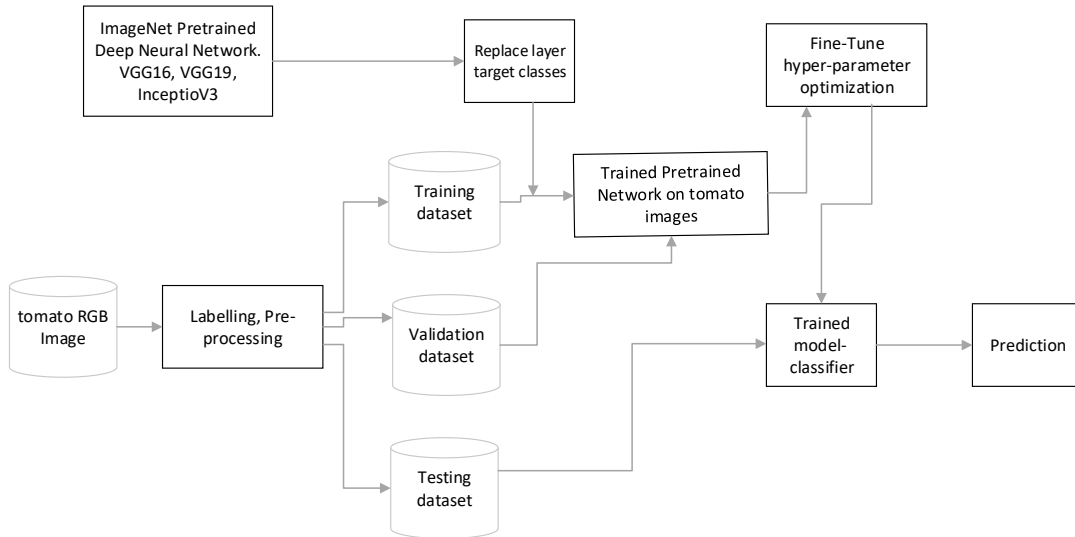 ImageNet Pretrained
Deep Neural Network.
VGG16, VGG19,
InceptioV3
Replace layer
target classes
Fine-Tune
hyper-parameter
optimization
Training
dataset
Trained Pretrained
Network on tomato
images
tomato RGB
Image
Labelling, Pre-
processing
Validation
dataset
Trained
model-
classifier
Prediction
Testing
dataset